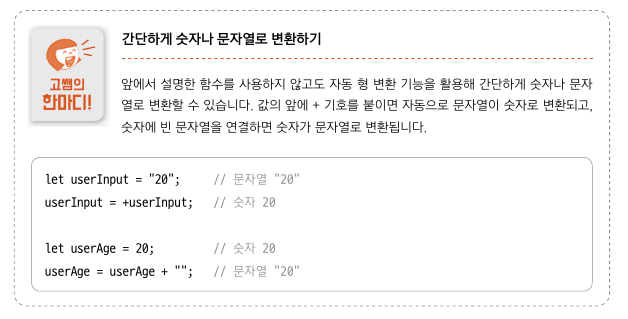 고쌤의
한마디!
간단하게 숫자나 문자열로 변환하기
앞에서 설명한 함수를 사용하지 않고도 자동 형 변환 기능을 활용해 간단하게 숫자나 문자
열로 변환할 수 있습니다. 값의 앞에 + 기호를 붙이면 자동으로 문자열이 숫자로 변환되고,
숫자에 빈 문자열을 연결하면 숫자가 문자열로 변환됩니다.
let userInput = "20"; // 문자열 "20"
userInput = +userInput; // 숫자 20
let userAge = 20; // 숫자 20
userAge = userAge + ""; // 문자열 "20"